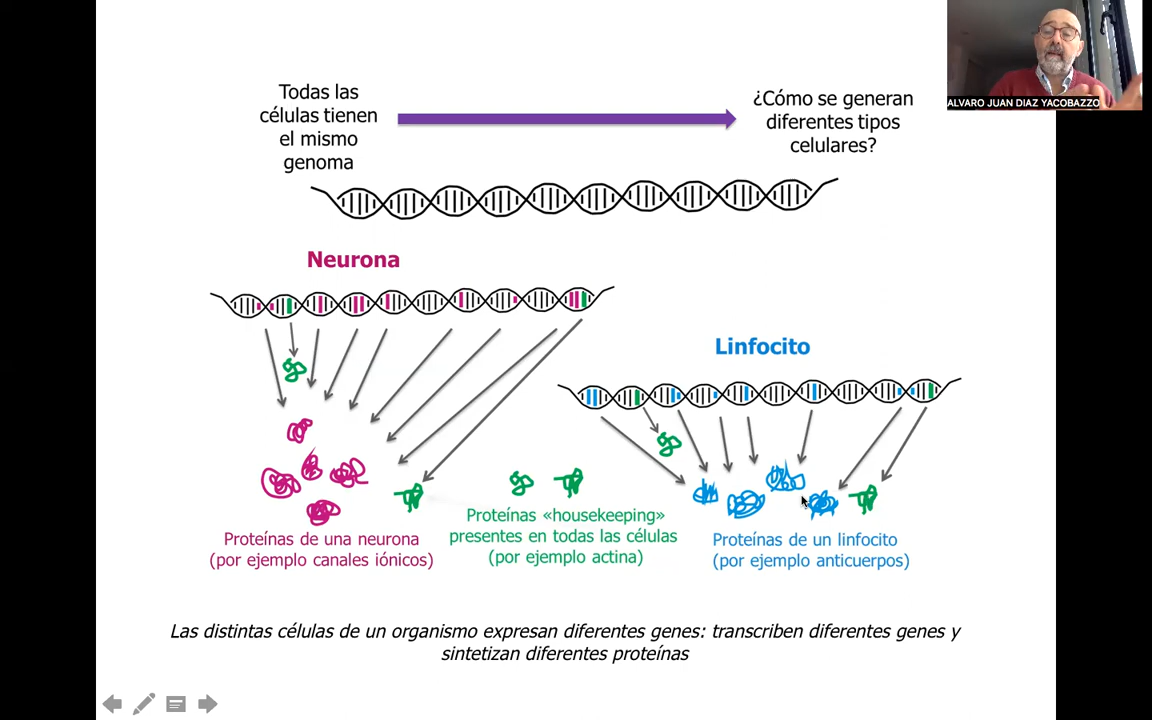 Todas las
células tienen
el mismo
genoma
¿Cómo se generan
diferentes tipos
celulares?
ALVARO JUAN DIAZ YACOBAZZO
Neurona
Linfocito
Proteínas de una neurona
(por ejemplo canales iónicos)
Proteínas «housekeeping»
presentes en todas las células
(por ejemplo actina)
Proteínas de un linfocito
(por ejemplo anticuerpos)
Las distintas células de un organismo expresan diferentes genes: transcriben diferentes genes y
sintetizan diferentes proteínas